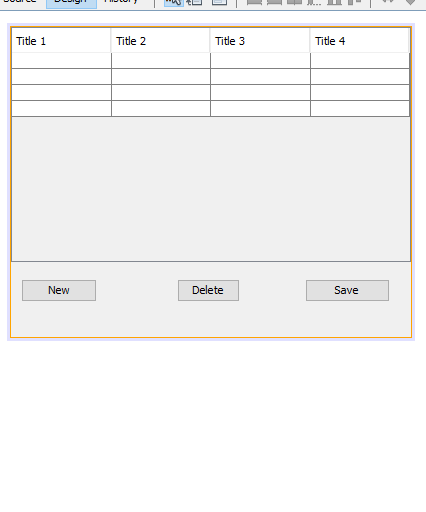 Source Design History
Title 1 Title 2 Title 3 Title 4
New Delete Save